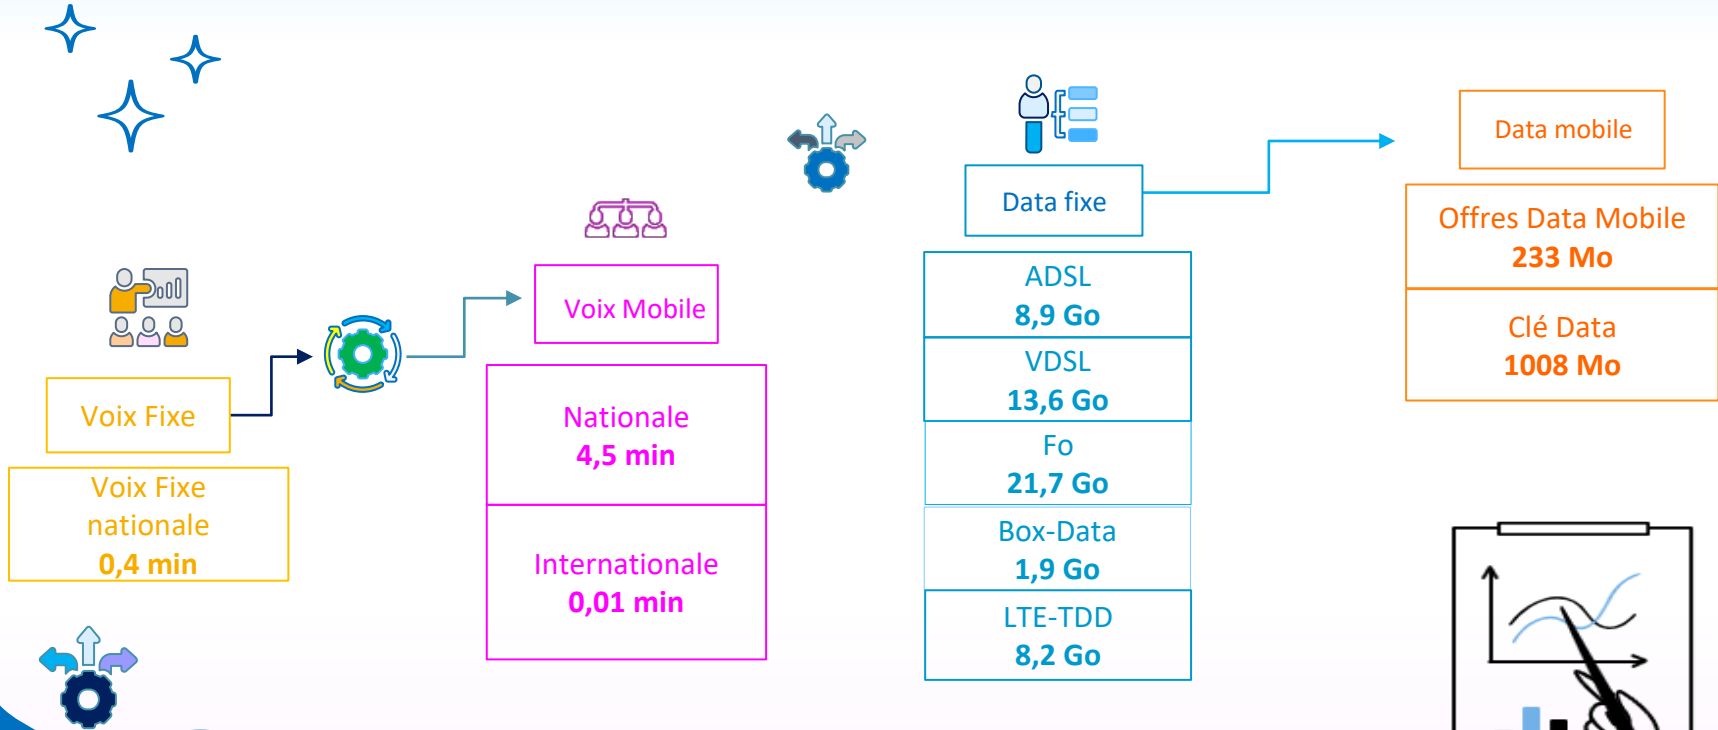 Voix Fixe
Voix Fixe
nationale
0,4 min
Voix Mobile
Nationale
4,5 min
Internationale
0,01 min
Data fixe
ADSL
8,9 Go
VDSL
13,6 Go
Fo
21,7 Go
Box-Data
1,9 Go
LTE-TDD
8,2 Go
Data mobile
Offres Data Mobile
233 Mo
Clé Data
1008 Mo